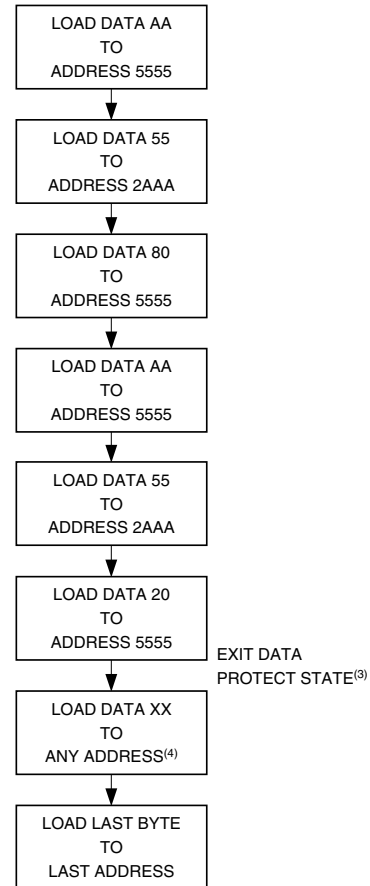 LOAD DATA AA
TO
ADDRESS 5555
LOAD DATA 55
TO
ADDRESS 2AAA
LOAD DATA 80
TO
ADDRESS 5555
LOAD DATA AA
TO
ADDRESS 5555
LOAD DATA 55
TO
ADDRESS 2AAA
LOAD DATA 20
TO
ADDRESS 5555
EXIT DATA
PROTECT STATE(3)
LOAD DATA XX
TO
ANY ADDRESS(4)
LOAD LAST BYTE
TO
LAST ADDRESS